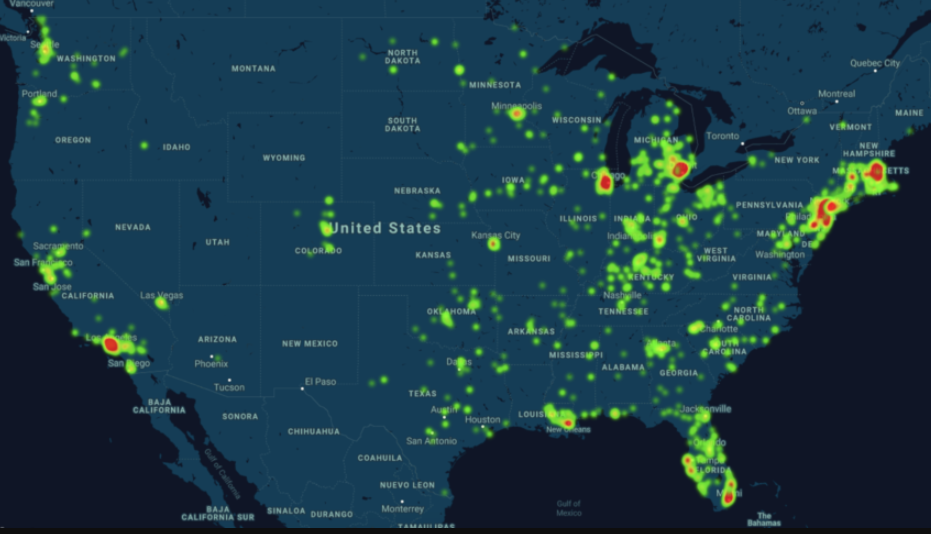 Vancouver
Victoria
Seattle
WASHINGTON
Portland
OREGON
IDAHO
MONTANA
NORTH
DAKOTA
MINNESOTA
Minneapolis
SOUTH
DAKOTA
WISCONSIN
MICHIGAN
Toronto
Ottawa
Montreal
Quebec City
MAINE
VERMONT
NEW
HAMPSHIRE
NEW YORK
WYOMING
IOWA
NEBRASKA
ILLINOIS
INDIANA
OHIO
PENNSYLVANIA
NEVADA
UTAH
COLORADO
United States
KANSAS
Kansas City
MISSOURI
WEST
VIRGINIA
MARYLAND
Washington
VIRGINIA
KENTUCKY
Sacramento
San Francisco
San Jose
CALIFORNIA
Las Vegas
Nashville
TENNESSEE
NORTH
CAROLINA
OKLAHOMA
ARKANSAS
Charlotte
SOUTH
CAROLINA
Los Angeles
San Diego
ARIZONA
Phoenix
Tucson
NEW MEXICO
El Paso
Dallas
TEXAS
MISSISSIPPI
ALABAMA
GEORGIA
Austin
Houston
San Antonio
LOUISIANA
New Orleans
Jacksonville
Orlando
FLORIDA
Miami
BAJA
CALIFORNIA
SONORA
CHIHUAHUA
COAHUILA
NUEVO LEON
Monterrey
Gulf of California
BAJA
CALIFORNIA SUR
SINALOA
DURANGO
TAMAULIPAS
Gulf of
Mexico
The
Bahamas